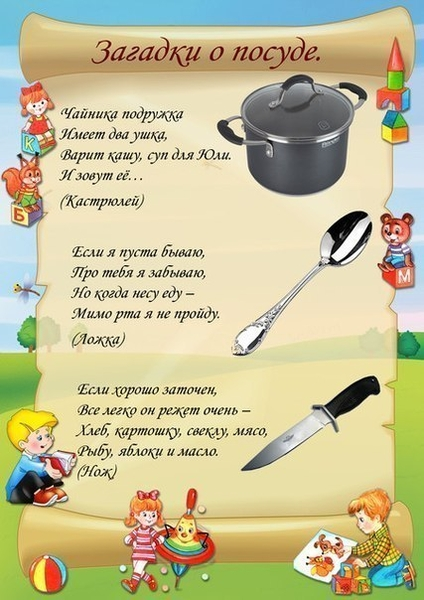 Загадки о посуде.
Чайника подружка
Имеет два ушка,
Варит кашу, суп для Юли.
И зовут её…
(Кастрюлей)
Если я пуста бываю,
Про тебя я забываю,
Но когда несу еду –
Мимо рта я не пройду.
(Ложка)
Если хорошо заточен,
Все легко он режет очень –
Хлеб, картошку, свеклу, мясо,
Рыбу, яблоки и масло.
(Нож)
К
Б
М